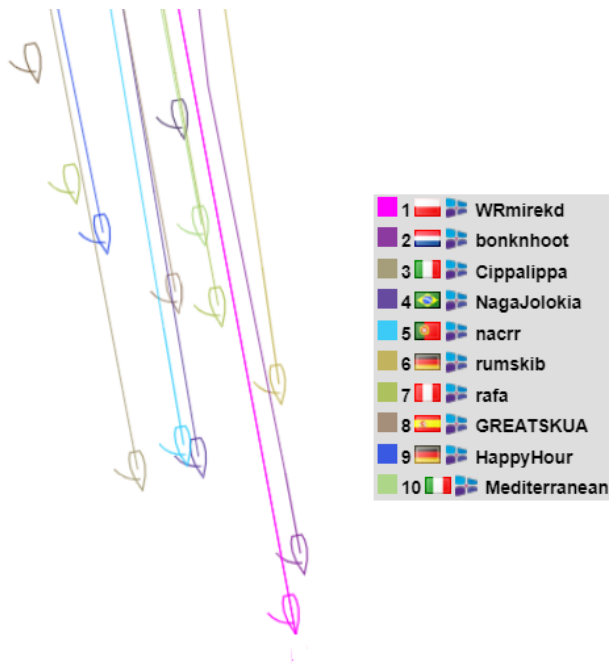 1 WRmirekd
2 bonknhoot
3 Cippalippa
4 NagaJolokia
5 nacrr
6 rumskib
7 rafa
8 GREATSKUA
9 HappyHour
10 Mediterranean